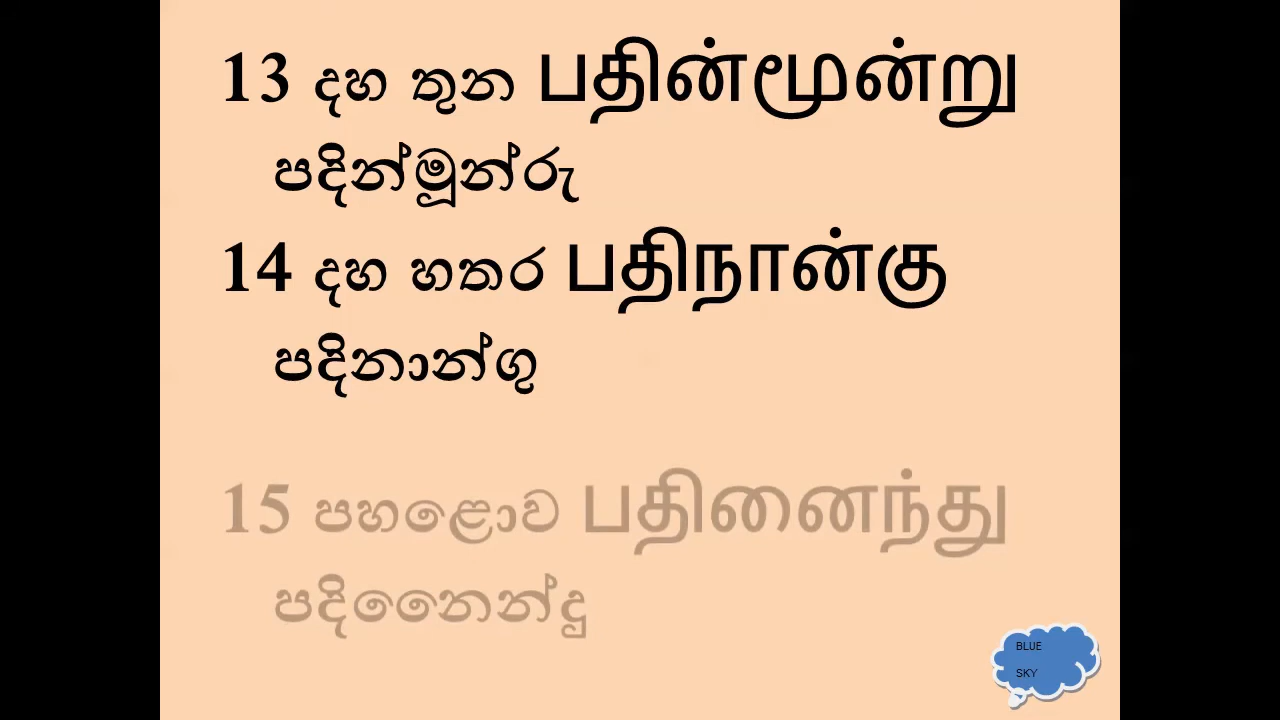 13 දහ තුන பதின்மூன்று
පදින්මූන්රු
14 දහ හතර பதிநான்கு
පදිනාන්ගු
15 පහළොව பதினைந்து
පදිනෛන්දු
BLUE
SKY